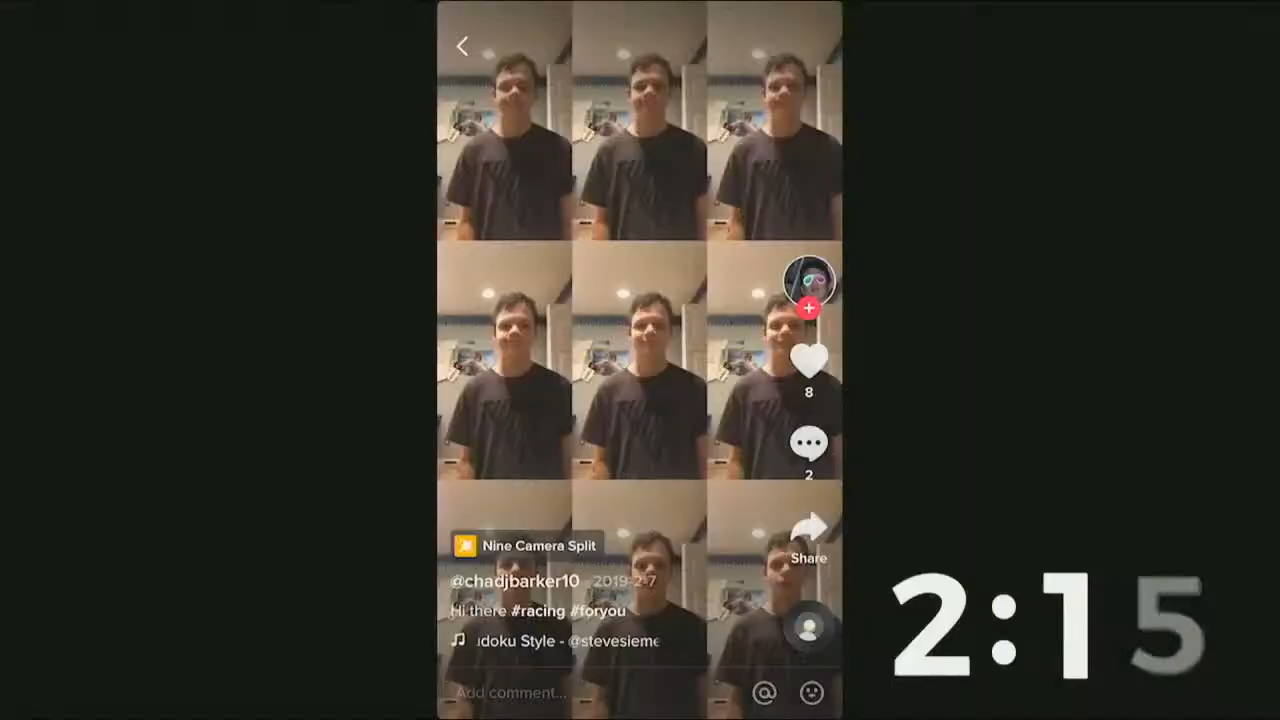 8
2
Share
Nine Camera Split
@chadjbarker10 2019-2-7
Hi there #racing #foryou
doku Style - @stevesieme
Add comment...
2:15